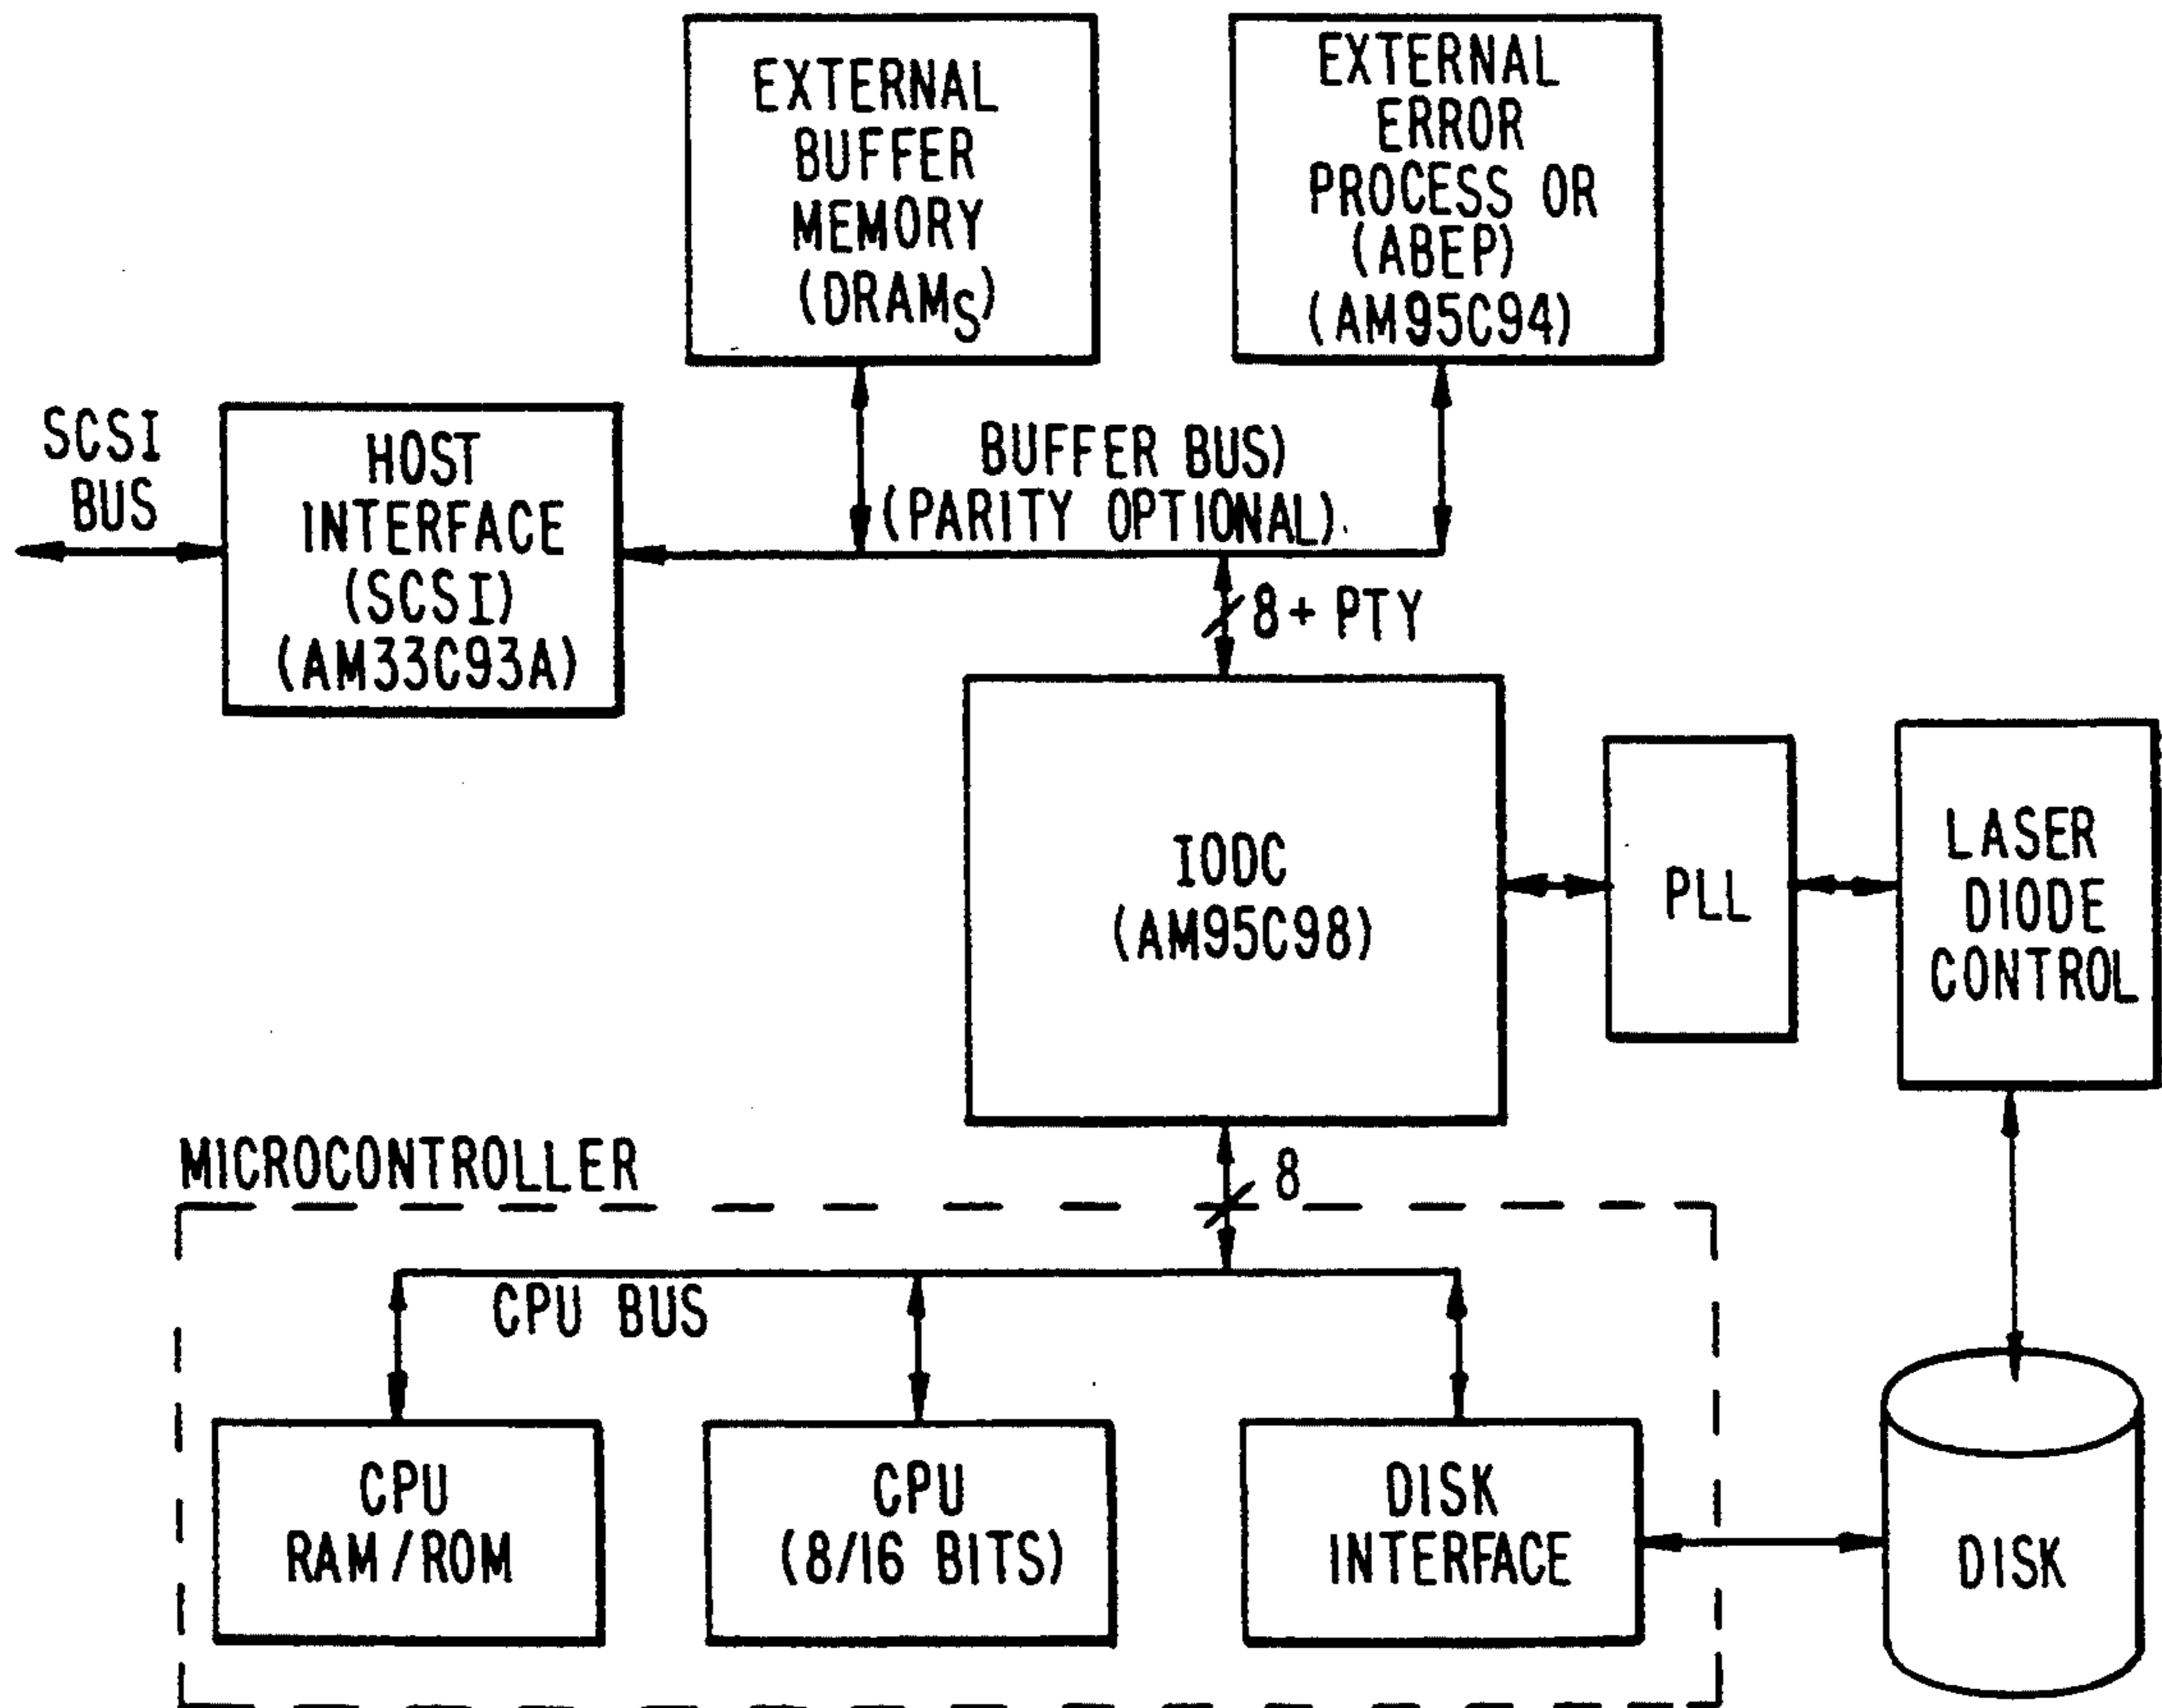 EXTERNAL
BUFFER
MEMORY
(DRAMS)
EXTERNAL
ERROR
PROCESS OR
(ABEP)
(AM95C94)
SCSI
BUS
HOST
INTERFACE
(SCSI)
(AM33C93A)
BUFFER BUS)
(PARITY OPTIONAL).
8+ PTY
IODC
(AM95C98)
PLL
LASER
DIODE
CONTROL
MICROCONTROLLER
8
CPU BUS
CPU
RAM/ROM
CPU
(8/16 BITS)
DISK
INTERFACE
DISK